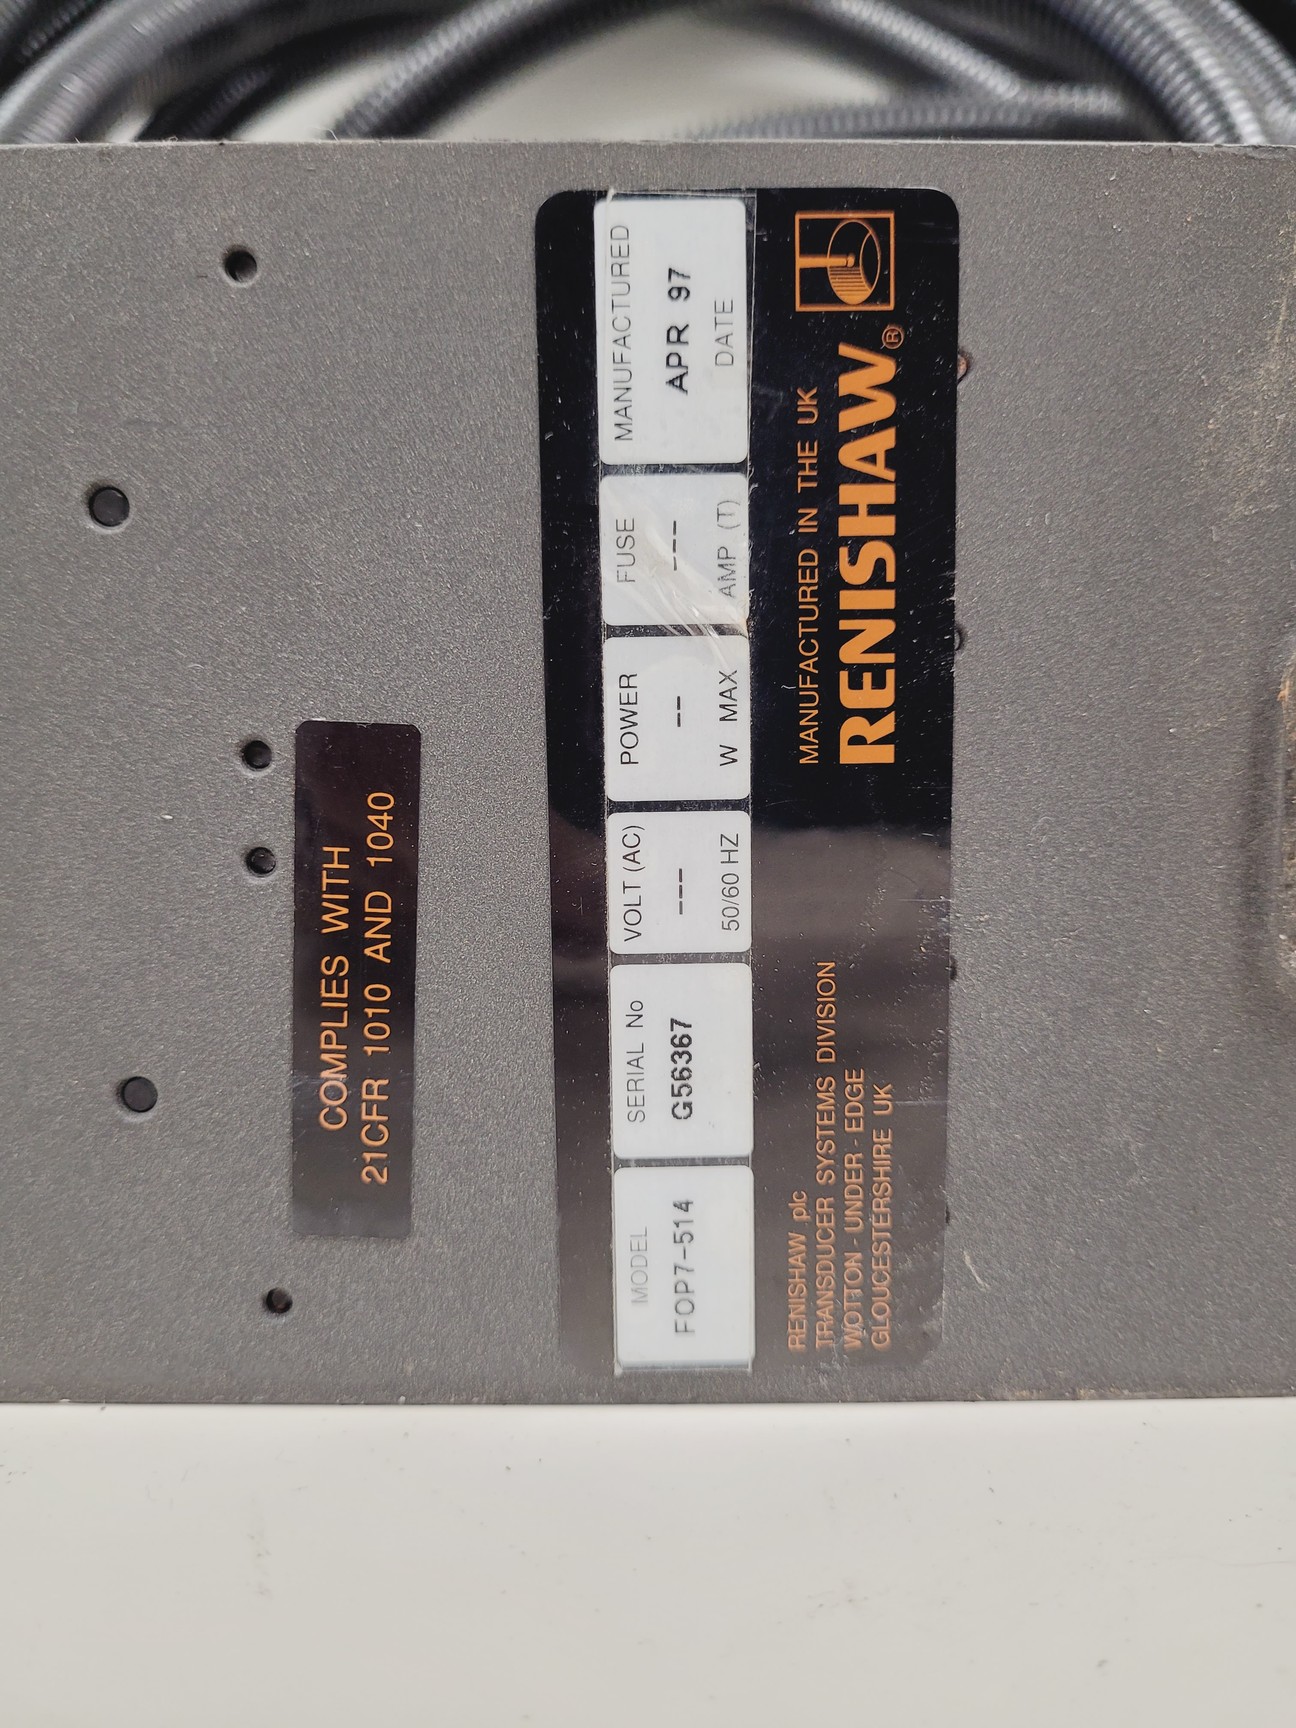 COMPLIES WITH
21CFR 1010 AND 1040
MODEL
FOP7-514
SERIAL No
G56367
VOLT (AC)
---
50/60 HZ
POWER
--
W MAX
FUSE
---
AMP (T)
MANUFACTURED
APR 97
DATE
RENISHAW plc
TRANSDUCER SYSTEMS DIVISION
WOTTON - UNDER - EDGE
GLOUCESTERSHIRE UK
MANUFACTURED IN THE UK
RENISHAW®